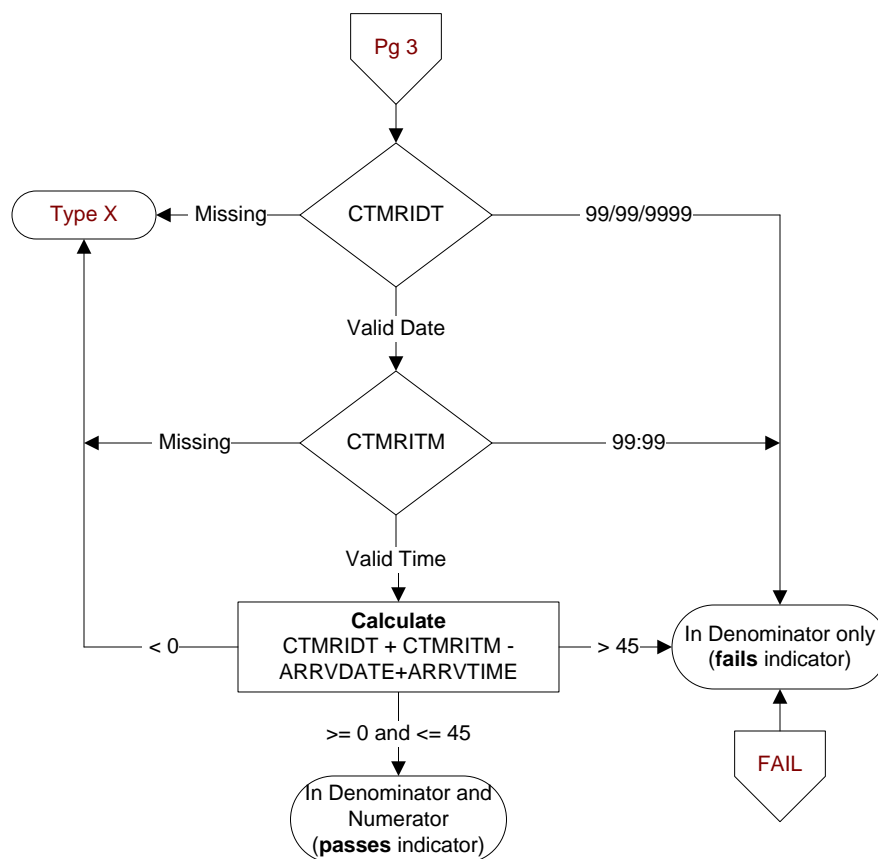 Pg 3
Type X
Missing
CTMRIDT
99/99/9999
Valid Date
Missing
CTMRITM
99:99
Valid Time
< 0
Calculate
CTMRIDT + CTMRITM -
ARRVDATE+ARRVTIME
> 45
In Denominator only
(fails indicator)
>= 0 and <= 45
FAIL
In Denominator and
Numerator
(passes indicator)